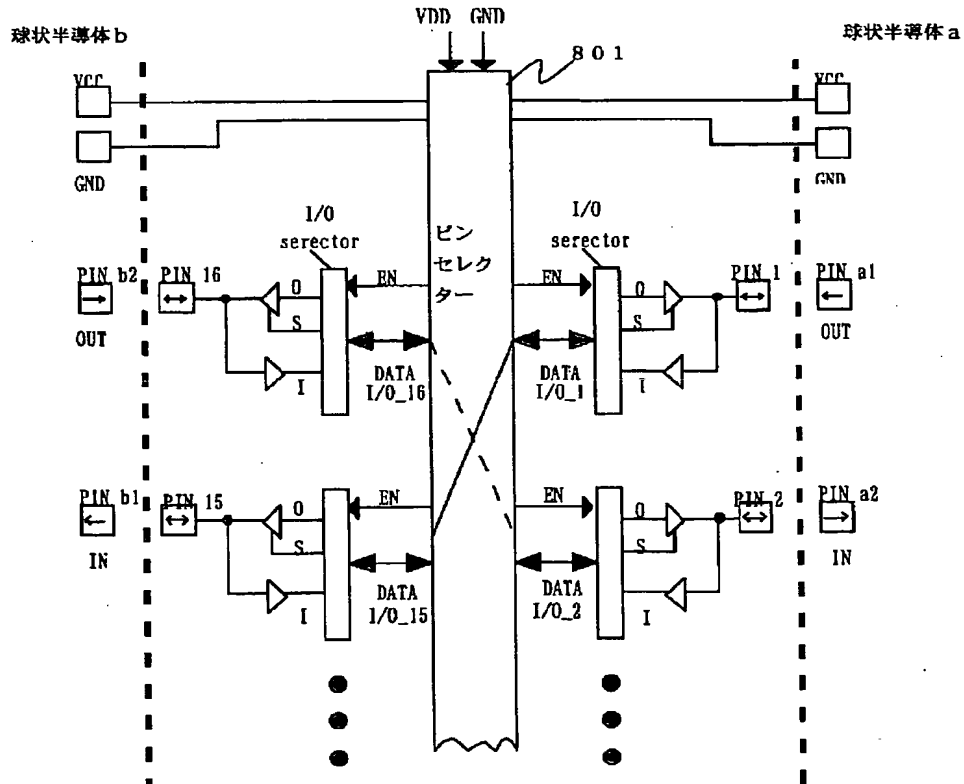 VDD GND
球状半導体b
801
球状半導体a
VCC
VCC
GND
GND
I/O
serector
I/O
serector
ピン
セレク
ター
PIN b2
PIN 16
O
EN
EN
O
PIN 1
PIN a1
OUT
S
S
OUT
I
DATA
I/O_16
DATA
I/O_1
I
PIN b1
PIN 15
O
EN
EN
O
PIN 2
PIN a2
IN
S
S
IN
I
DATA
I/O_15
DATA
I/O_2
I